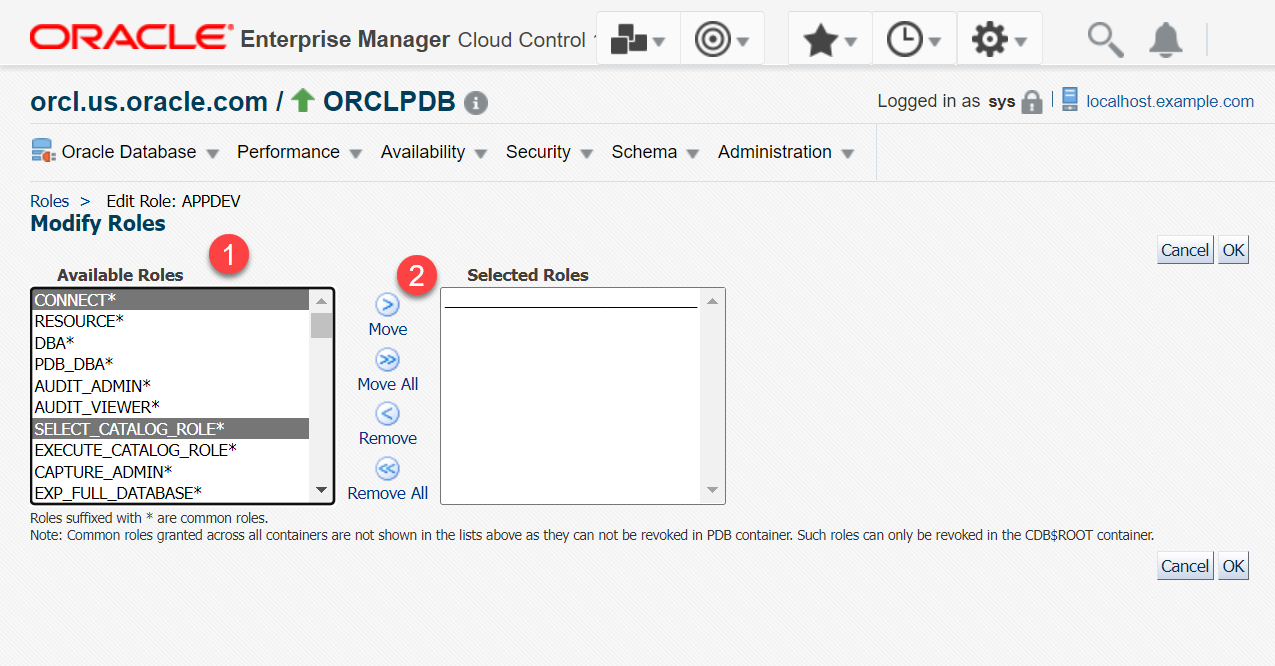 ORACLE® Enterprise Manager Cloud Control
orcl.us.oracle.com / ORCLPDB i
Logged in as sys localhost.example.com
Oracle Database Performance Availability Security Schema Administration
Roles > Edit Role: APPDEV
Modify Roles
Cancel OK
1
2
Available Roles
CONNECT*
RESOURCE*
DBA*
PDB_DBA*
AUDIT_ADMIN*
AUDIT_VIEWER*
SELECT_CATALOG_ROLE*
EXECUTE_CATALOG_ROLE*
CAPTURE_ADMIN*
EXP_FULL_DATABASE*
Move
Move All
Remove
Remove All
Selected Roles
Roles suffixed with * are common roles.
Note: Common roles granted across all containers are not shown in the lists above as they can not be revoked in PDB container. Such roles can only be revoked in the CDB$ROOT container.
Cancel OK